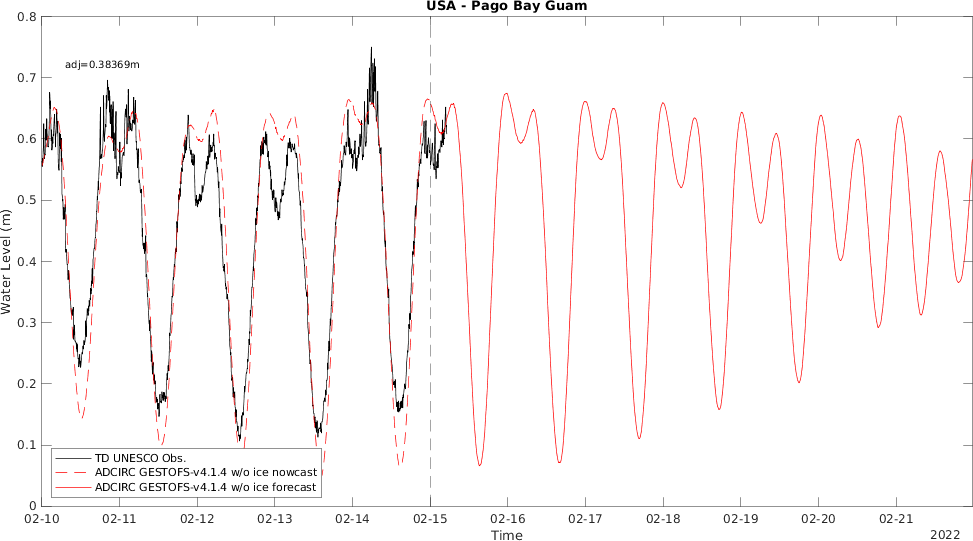 USA - Pago Bay Guam
adj=0.38369m
0.8
0.7
0.6
0.5
0.4
0.3
0.2
0.1
0
Water Level (m)
TD UNESCO Obs.
ADCIRC GESTOFS-v4.1.4 w/o ice nowcast
ADCIRC GESTOFS-v4.1.4 w/o ice forecast
02-10 02-11 02-12 02-13 02-14 02-15 02-16 02-17 02-18 02-19 02-20 02-21
Time
2022